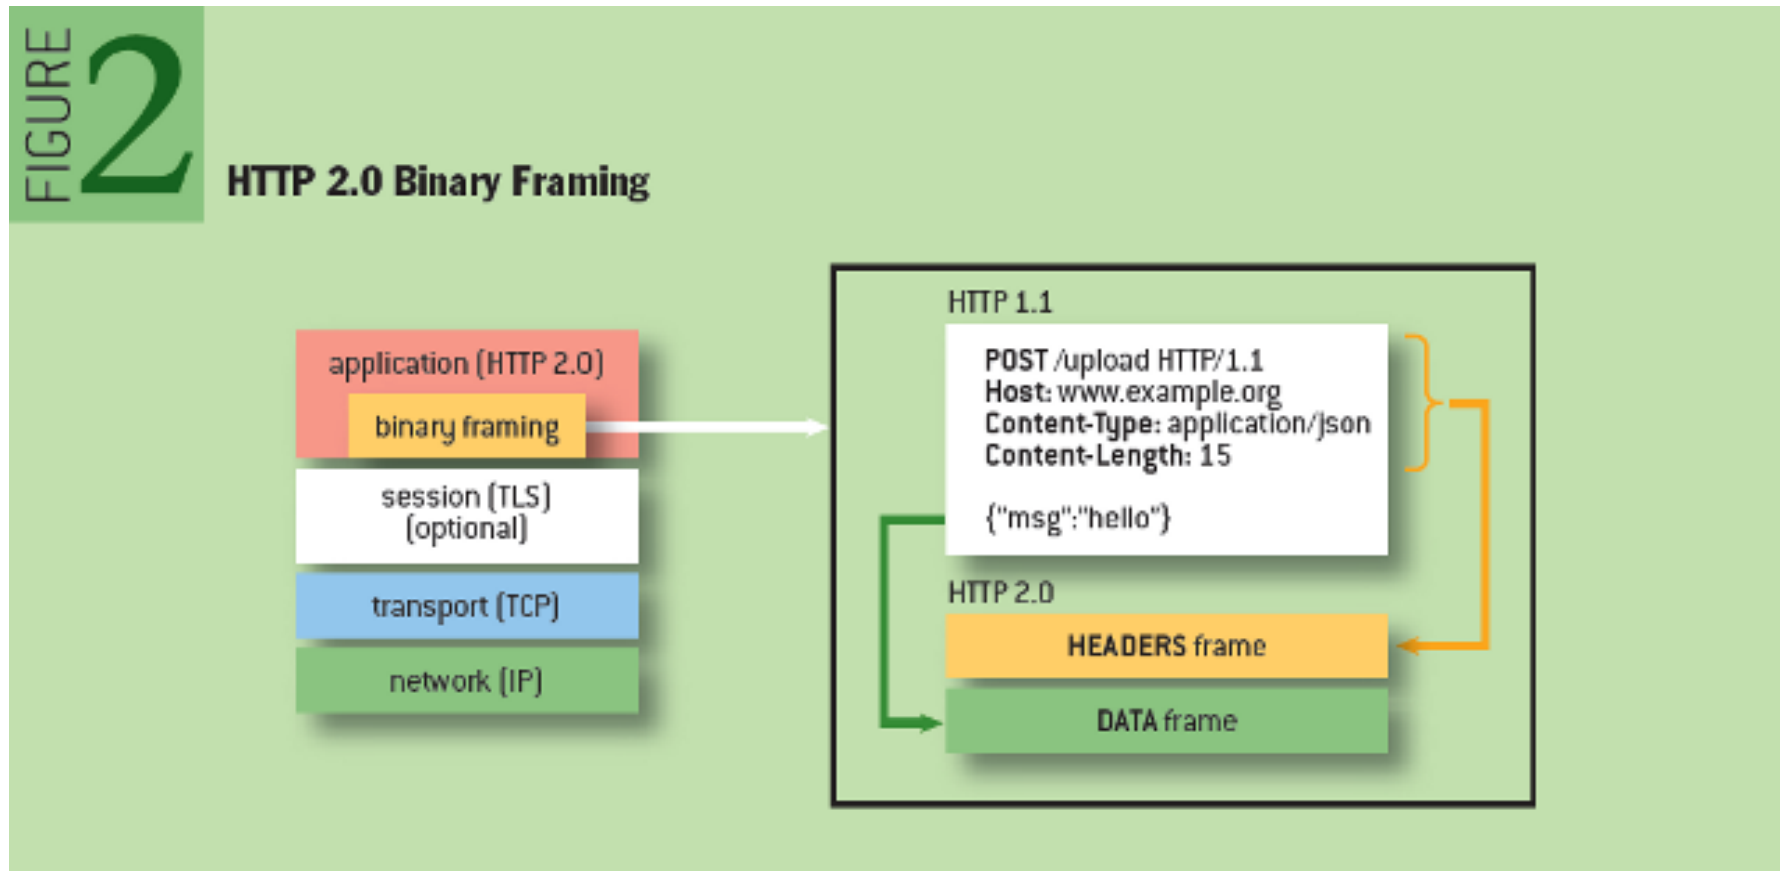 FIGURE
2
HTTP 2.0 Binary Framing
application (HTTP 2.0)
binary framing
session (TLS)
(optional)
transport (TCP)
network (IP)
HTTP 1.1
POST /upload HTTP/1.1
Host: www.example.org
Content-Type: application/json
Content-Length: 15
{"msg":"hello"}
HTTP 2.0
HEADERS frame
DATA frame